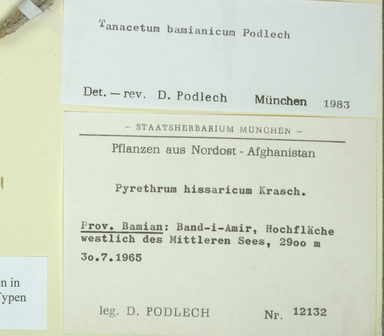 Tanacetum bamianicum Podlech
Det. — rev. D. Podlech München 1983
— STAATSHERBARIUM MÜNCHEN —
Pflanzen aus Nordost - Afghanistan
Pyrethrum hissaricum Krasch.
Prov. Bamian: Band-i-Amir, Hochfläche
westlich des Mittleren Sees, 29oo m
3o.7.1965
leg. D. PODLECH Nr. 12132
n in
Typen